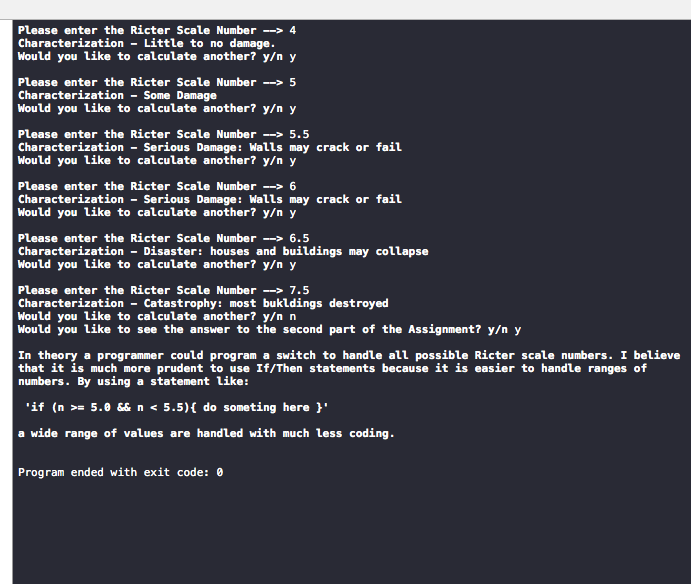 Please enter the Ricter Scale Number --> 4
Characterization - Little to no damage.
Would you like to calculate another? y/n y
Please enter the Ricter Scale Number --> 5
Characterization - Some Damage
Would you like to calculate another? y/n y
Please enter the Ricter Scale Number --> 5.5
Characterization - Serious Damage: Walls may crack or fail
Would you like to calculate another? y/n y
Please enter the Ricter Scale Number --> 6
Characterization - Serious Damage: Walls may crack or fail
Would you like to calculate another? y/n y
Please enter the Ricter Scale Number --> 6.5
Characterization - Disaster: houses and buildings may collapse
Would you like to calculate another? y/n y
Please enter the Ricter Scale Number --> 7.5
Characterization - Catastrophy: most bukldings destroyed
Would you like to calculate another? y/n n
Would you like to see the answer to the second part of the Assignment? y/n y
In theory a programmer could program a switch to handle all possible Ricter scale numbers. I believe
that it is much more prudent to use If/Then statements because it is easier to handle ranges of
numbers. By using a statement like:
'if (n >= 5.0 && n < 5.5){ do someting here }'
a wide range of values are handled with much less coding.
Program ended with exit code: 0